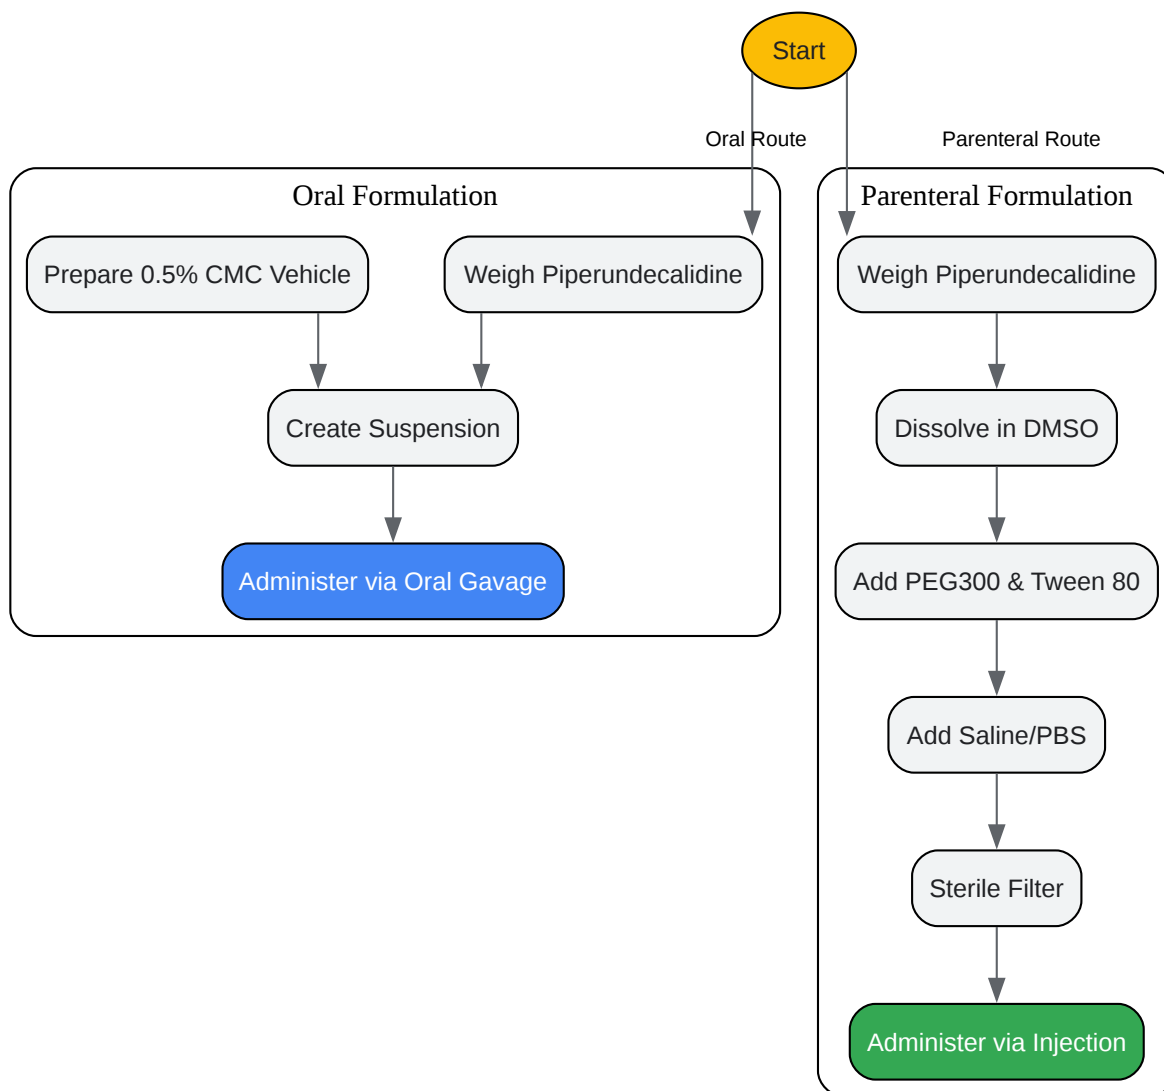 Start
Oral Route
Parenteral Route
Oral Formulation
Prepare 0.5% CMC Vehicle
Weigh Piperundecalidine
Create Suspension
Administer via Oral Gavage
Parenteral Formulation
Weigh Piperundecalidine
Dissolve in DMSO
Add PEG300 & Tween 80
Add Saline/PBS
Sterile Filter
Administer via Injection